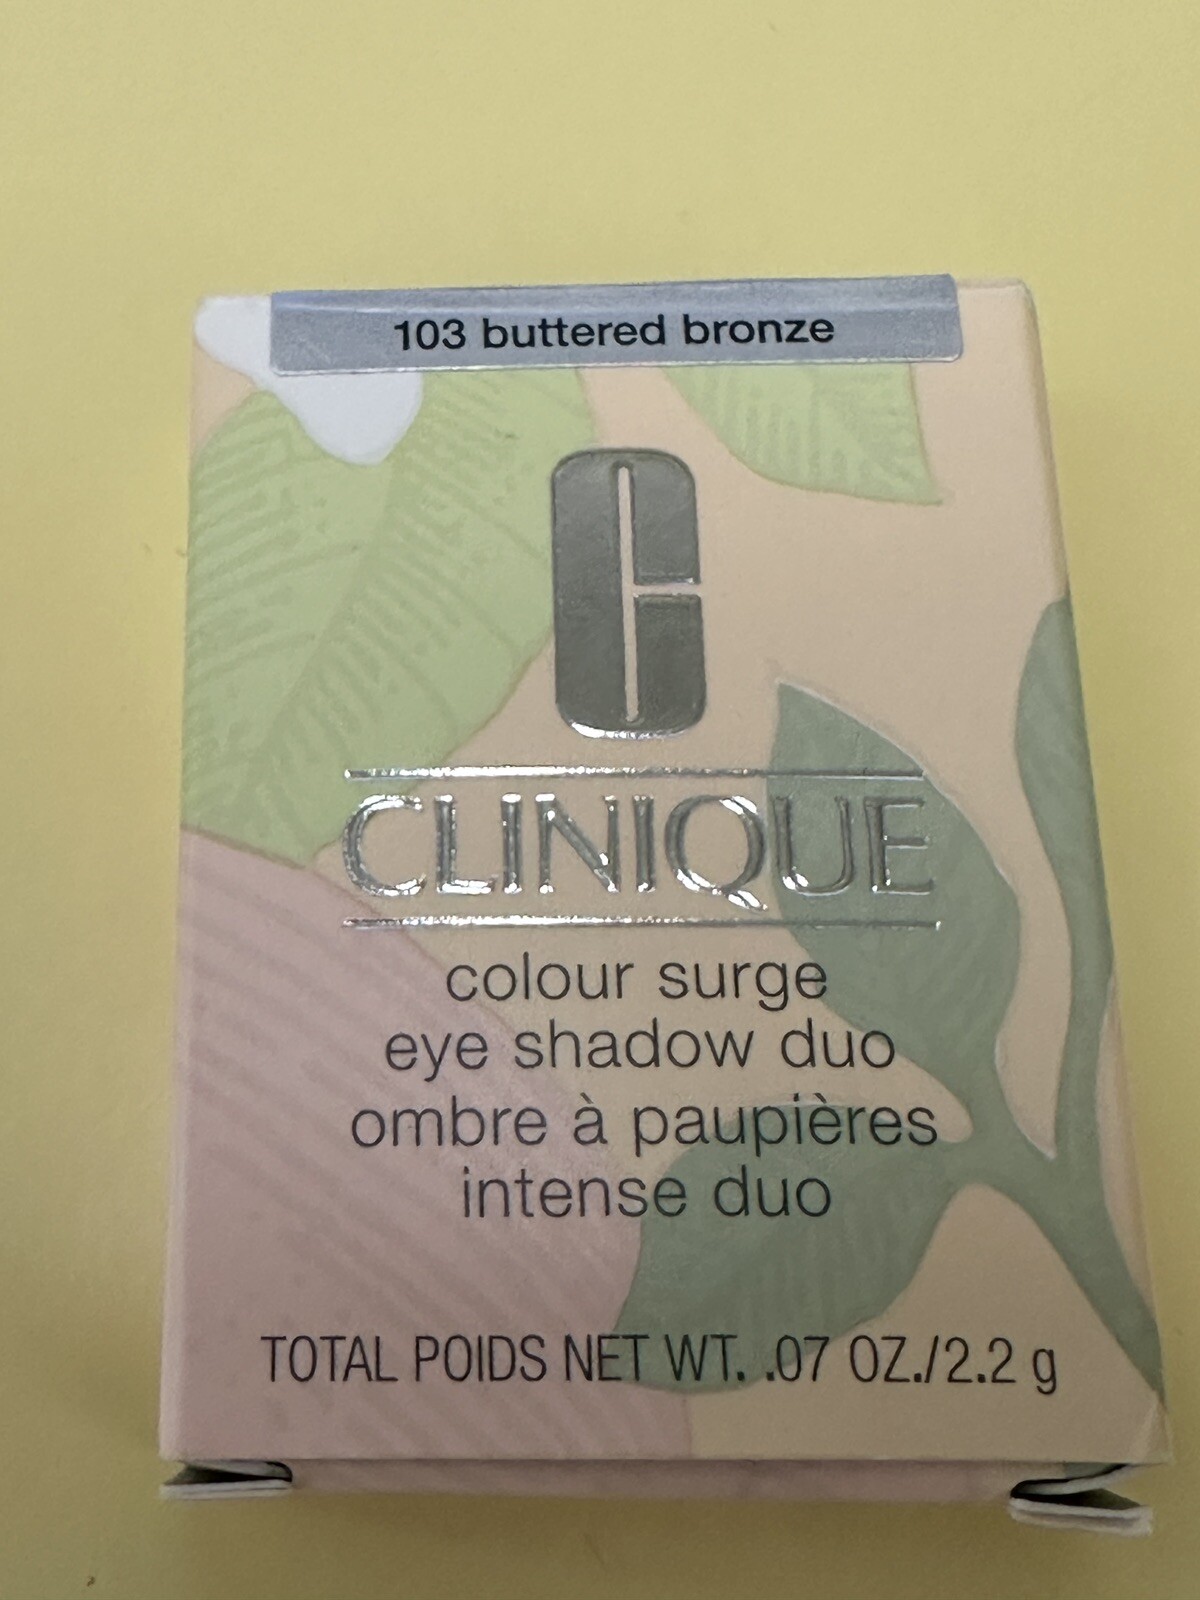 103 buttered bronze
C
CLINIQUE
colour surge
eye shadow duo
ombre à paupières
intense duo
TOTAL POIDS NET WT. .07 OZ./2.2 g